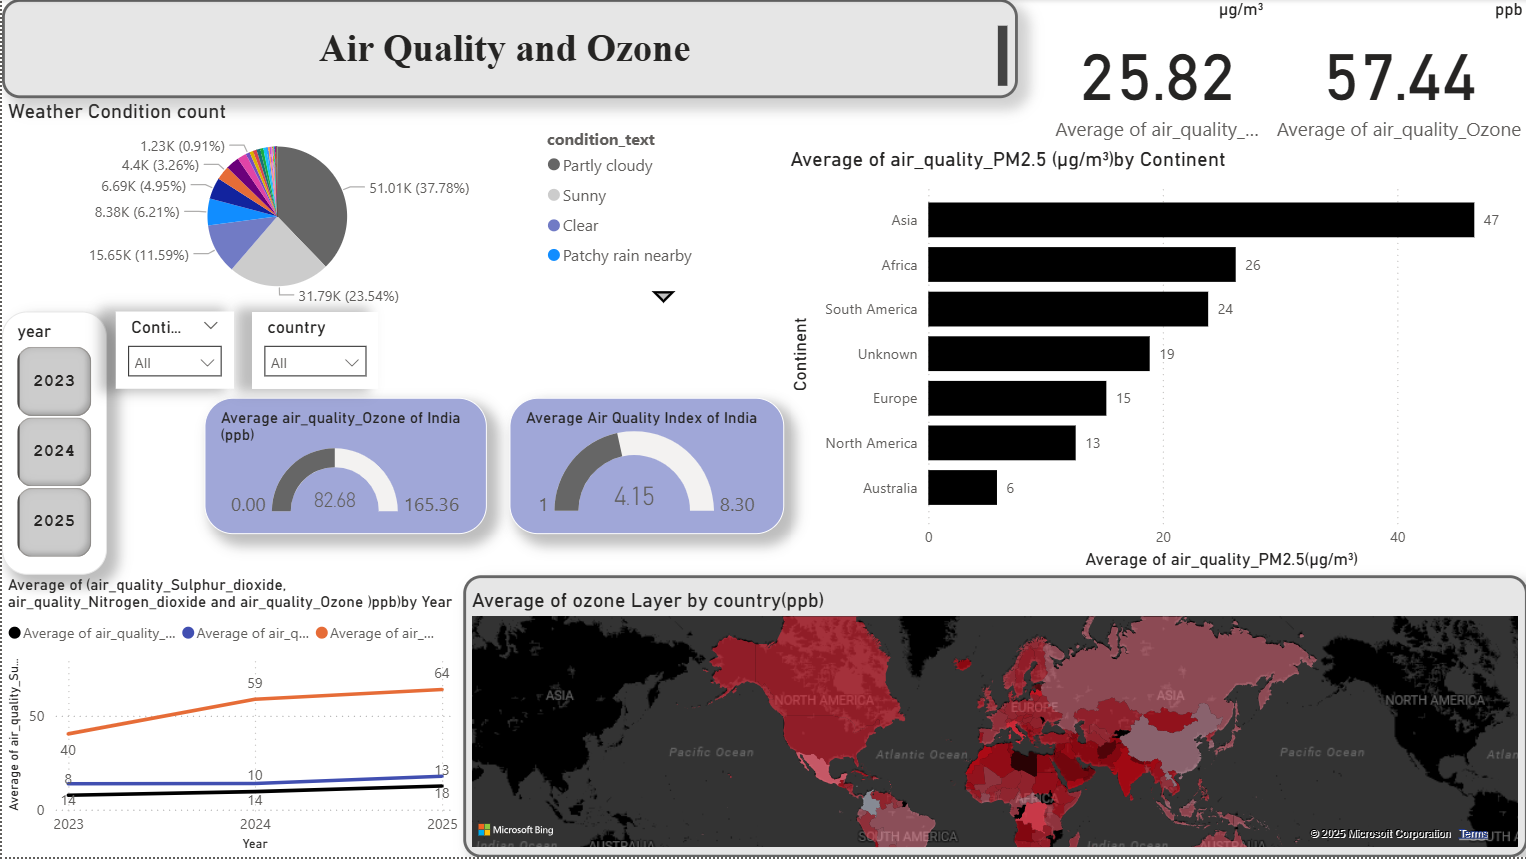 Air Quality and Ozone
µg/m³
ppb
25.82
57.44
Average of air_quality_...
Average of air_quality_Ozone
Weather Condition count
1.23K (0.91%)
4.4K (3.26%)
6.69K (4.95%)
8.38K (6.21%)
15.65K (11.59%)
51.01K (37.78%)
31.79K (23.54%)
condition_text
Partly cloudy
Sunny
Clear
Patchy rain nearby
Average of air_quality_PM2.5 (µg/m³)by Continent
Continent
Asia
47
Africa
26
South America
24
Unknown
19
Europe
15
North America
13
Australia
6
0
20
40
Average of air_quality_PM2.5(µg/m³)
year
2023
2024
2025
Conti...
All
country
All
Average air_quality_Ozone of India
(ppb)
0.00
82.68
165.36
Average Air Quality Index of India
1
4.15
8.30
Average of (air_quality_Sulphur_dioxide,
air_quality_Nitrogen_dioxide and air_quality_Ozone )ppb)by Year
Average of air_quality_...
Average of air_q...
Average of air_...
Average of air_quality_Su...
50
0
40
59
64
8
10
13
14
14
18
2023
2024
2025
Year
Average of ozone Layer by country(ppb)
ASIA
NORTH AMERICA
EUROPE
ASIA
NORTH AMERICA
Pacific Ocean
Atlantic Ocean
Pacific Ocean
Atlan
AFRICA
SOUTH AMERICA
Indian Ocean
AUSTRALIA
Indian Ocean
AUSTRALIA
SOUTH AM
Microsoft Bing
© 2025 Microsoft Corporation
Terms